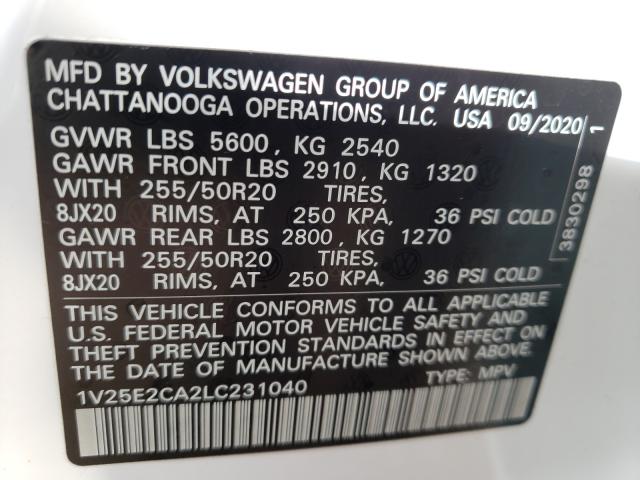 MFD BY VOLKSWAGEN GROUP OF AMERICA
CHATTANOOGA OPERATIONS, LLC. USA 09/2020
GVWR LBS 5600, KG 2540
GAWR FRONT LBS 2910, KG 1320
WITH 255/50R20 TIRES,
8JX20 RIMS, AT 250 KPA, 36 PSI COLD
GAWR REAR LBS 2800, KG 1270
WITH 255/50R20 TIRES,
8JX20 RIMS, AT 250 KPA, 36 PSI COLD
THIS VEHICLE CONFORMS TO ALL APPLICABLE
U.S. FEDERAL MOTOR VEHICLE SAFETY AND
THEFT PREVENTION STANDARDS IN EFFECT ON
THE DATE OF MANUFACTURE SHOWN ABOVE.
1V25E2CA2LC231040 TYPE: MPV
3830298 1